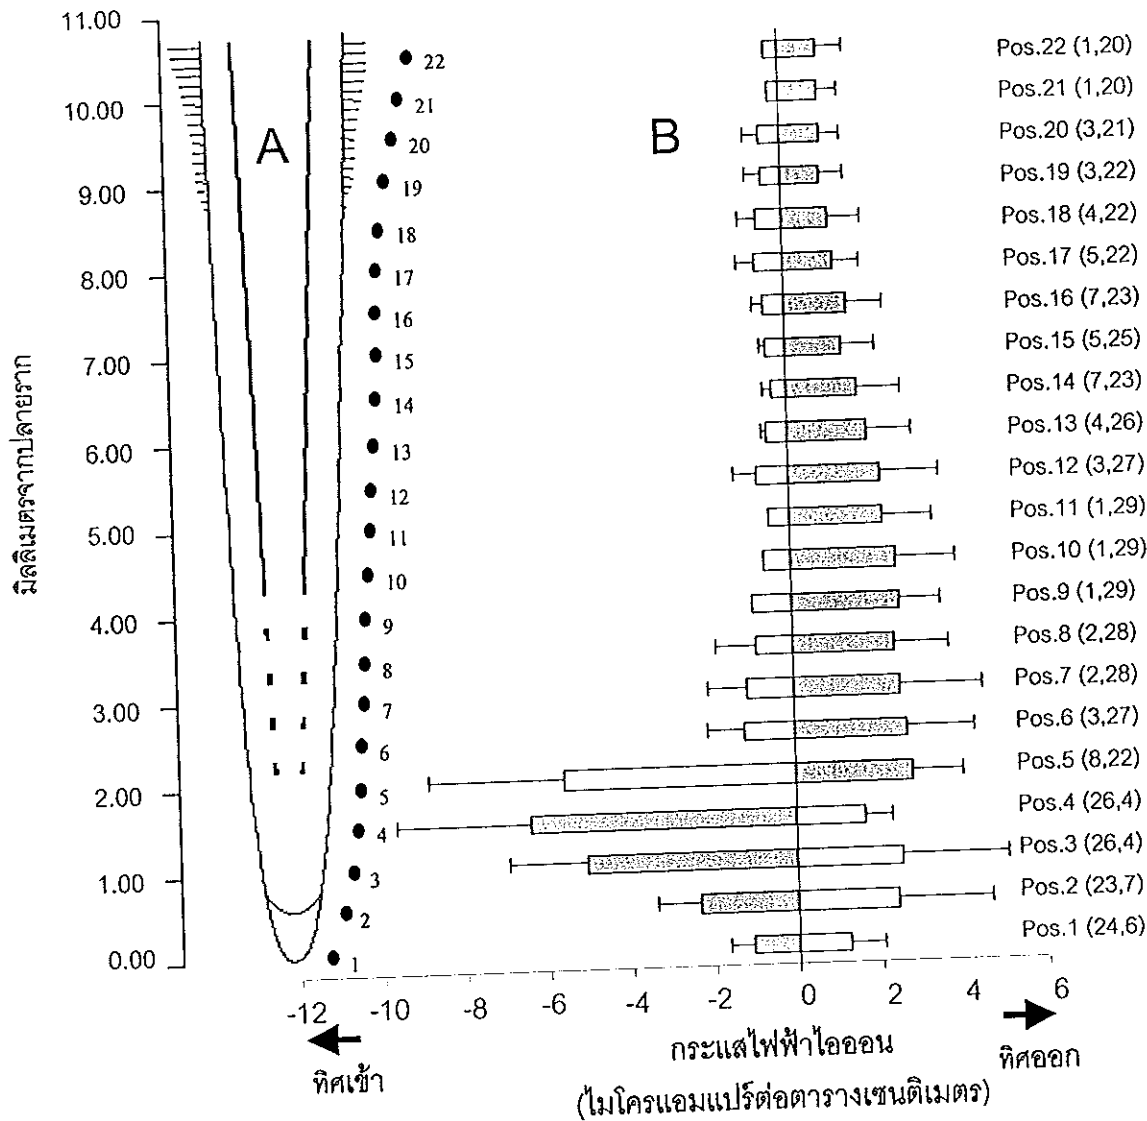 11.00
10.00
9.00
8.00
7.00
6.00
5.00
4.00
3.00
2.00
1.00
0.00
มิลลิเมตรจากปลายราก
A
22
21
20
19
18
17
16
15
14
13
12
11
10
9
8
7
6
5
4
3
2
1
B
Pos.22 (1,20)
Pos.21 (1,20)
Pos.20 (3,21)
Pos.19 (3,22)
Pos.18 (4,22)
Pos.17 (5,22)
Pos.16 (7,23)
Pos.15 (5,25)
Pos.14 (7,23)
Pos.13 (4,26)
Pos.12 (3,27)
Pos.11 (1,29)
Pos.10 (1,29)
Pos.9 (1,29)
Pos.8 (2,28)
Pos.7 (2,28)
Pos.6 (3,27)
Pos.5 (8,22)
Pos.4 (26,4)
Pos.3 (26,4)
Pos.2 (23,7)
Pos.1 (24,6)
-12 -10 -8 -6 -4 -2 0 2 4 6
ทิศเข้า
กระแสไฟฟ้าไอออน
ทิศออก
(ไมโครแอมแปร์ต่อตารางเซนติเมตร)